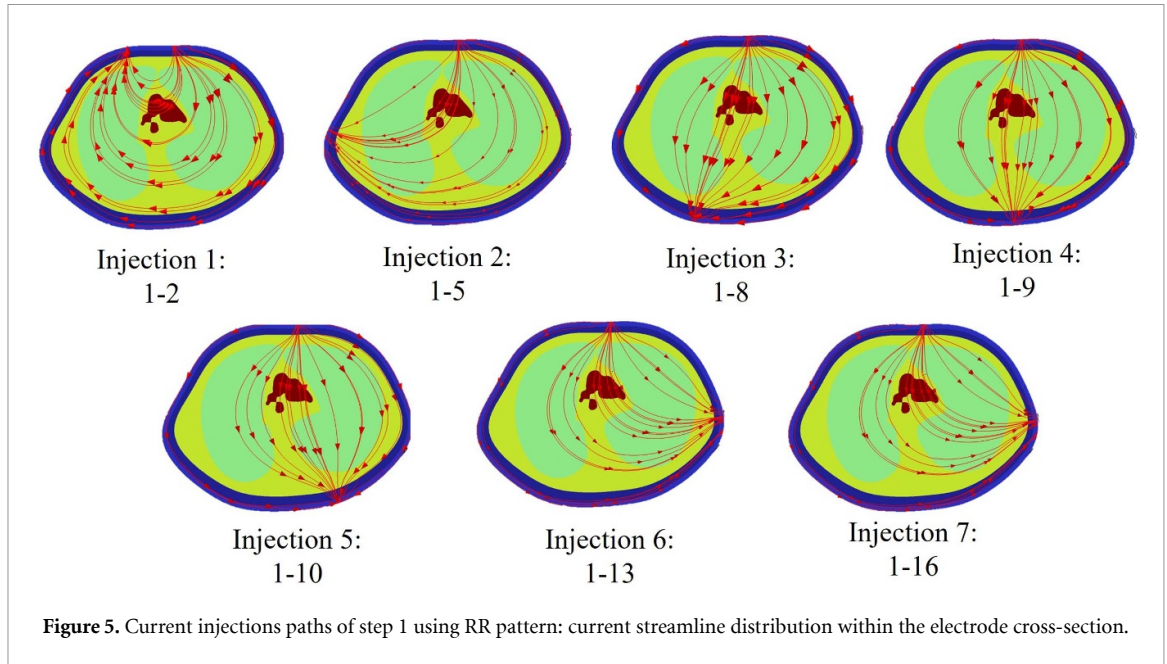 Injection 1:
1-2
Injection 2:
1-5
Injection 3:
1-8
Injection 4:
1-9
Injection 5:
1-10
Injection 6:
1-13
Injection 7:
1-16
Figure 5. Current injections paths of step 1 using RR pattern: current streamline distribution within the electrode cross-section.